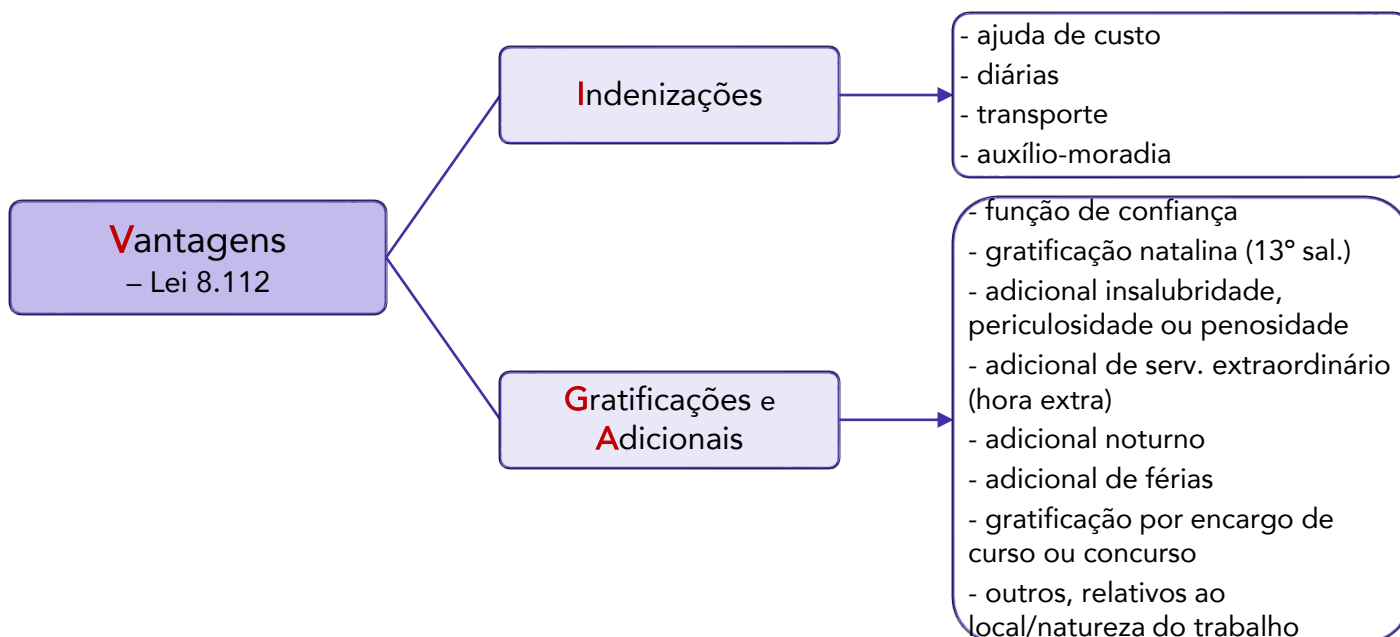 Vantagens
– Lei 8.112
Indenizações
- ajuda de custo
- diárias
- transporte
- auxílio-moradia
Gratificações e
Adicionais
- função de confiança
- gratificação natalina (13º sal.)
- adicional insalubridade,
periculosidade ou penosidade
- adicional de serv. extraordinário
(hora extra)
- adicional noturno
- adicional de férias
- gratificação por encargo de
curso ou concurso
- outros, relativos ao
local/natureza do trabalho